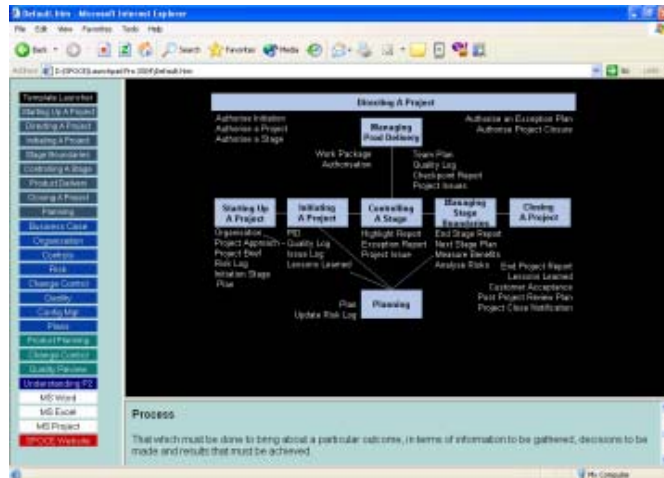 Default.htm - Microsoft Internet Explorer
File Edit View Favorites Tools Help
Back Search Favorites Media
Address D:\SPOCE\Launchpad Pro 2004\Default.htm Go Links
Template Launcher
Starting Up A Project
Directing A Project
Initiating A Project
Stage Boundaries
Controlling A Stage
Product Delivery
Closing A Project
Planning
Business Case
Organisation
Controls
Risk
Change Control
Quality
Config Mgt
Plans
Product Planning
Change Control
Quality Review
Understanding P2
MS Word
MS Excel
MS Project
SPOCE Website
Directing A Project
Authorise Initiation
Authorise a Project
Authorise a Stage
Managing
Prod Delivery
Authorise an Exception Plan
Authorise Project Closure
Work Package
Authorisation
Team Plan
Quality Log
Checkpoint Report
Project Issues
Starting Up
A Project
Initiating
A Project
Controlling
A Stage
Managing
Stage
Boundaries
Closing
A Project
Organisation
Project Approach
Project Brief
Risk Log
Initiation Stage
Plan
PID
Quality Log
Issue Log
Lessons Learned
Highlight Report
Exception Report
Project Issue
End Stage Report
Next Stage Plan
Measure Benefits
Analyse Risks
End Project Report
Lessons Learned
Customer Acceptance
Post Project Review Plan
Project Close Notification
Plan
Update Risk Log
Planning
Process
That which must be done to bring about a particular outcome, in terms of information to be gathered, decisions to be
made and results that must be achieved
My Computer